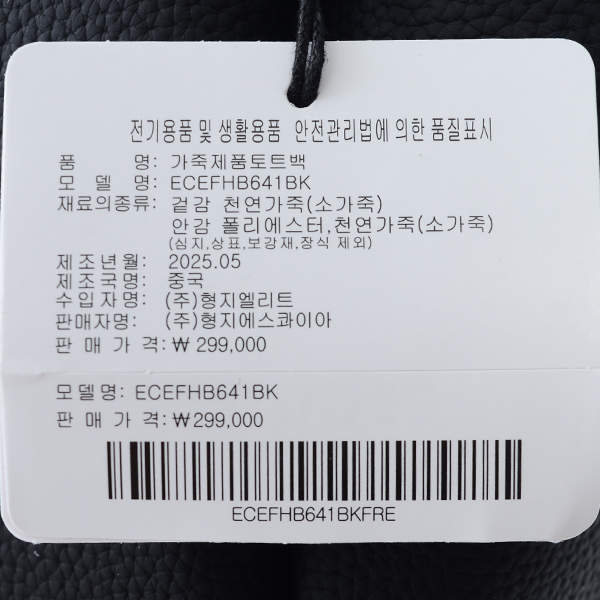 전기용품 및 생활용품 안전관리법에 의한 품질표시
품 명: 가죽제품토트백
모 델 명: ECEFHB641BK
재료의종류: 겉감 천연가죽(소가죽)
안감 폴리에스터,천연가죽(소가죽)
(심지,상표,보강재,장식 제외)
제조년월: 2025.05
제조국명: 중국
수입자명: (주)형지엘리트
판매자명: (주)형지에스콰이아
판 매 가 격: ₩ 299,000
모델명: ECEFHB641BK
판 매 가 격: ₩299,000
ECEFHB641BKFRE